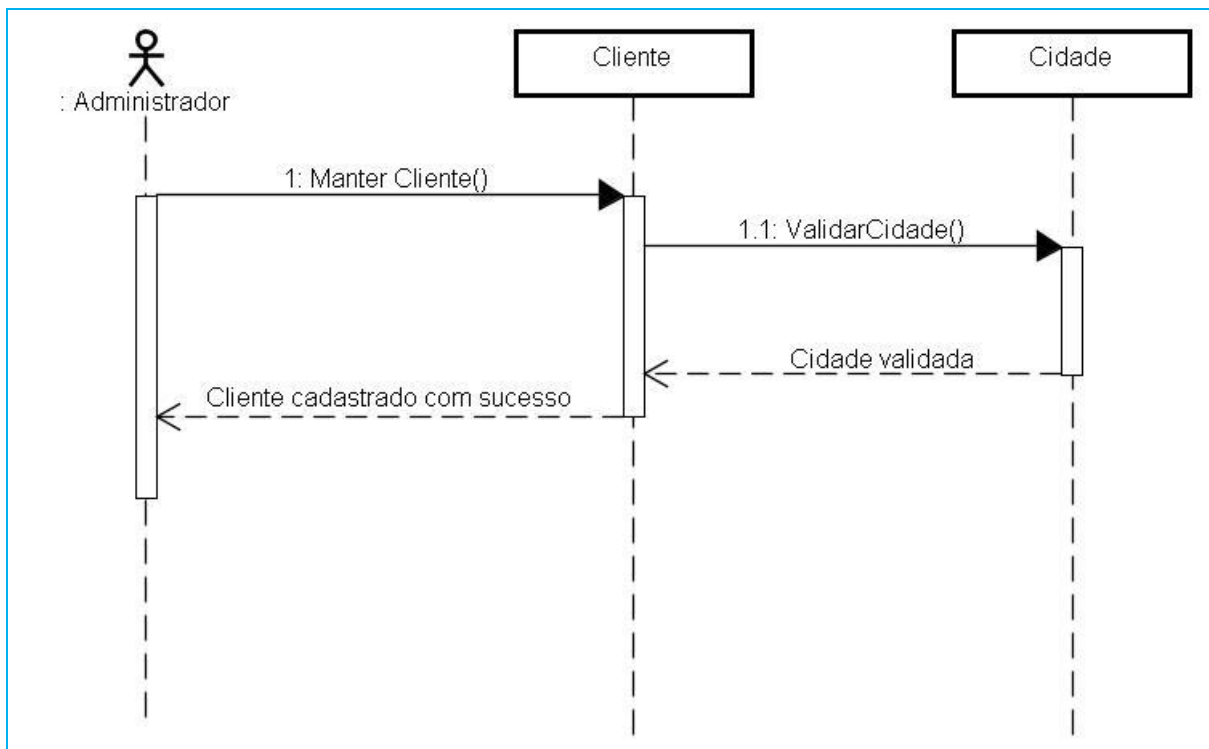 Cliente
Cidade
: Administrador
1: Manter Cliente()
1.1: ValidarCidade()
Cidade validada
Cliente cadastrado com sucesso